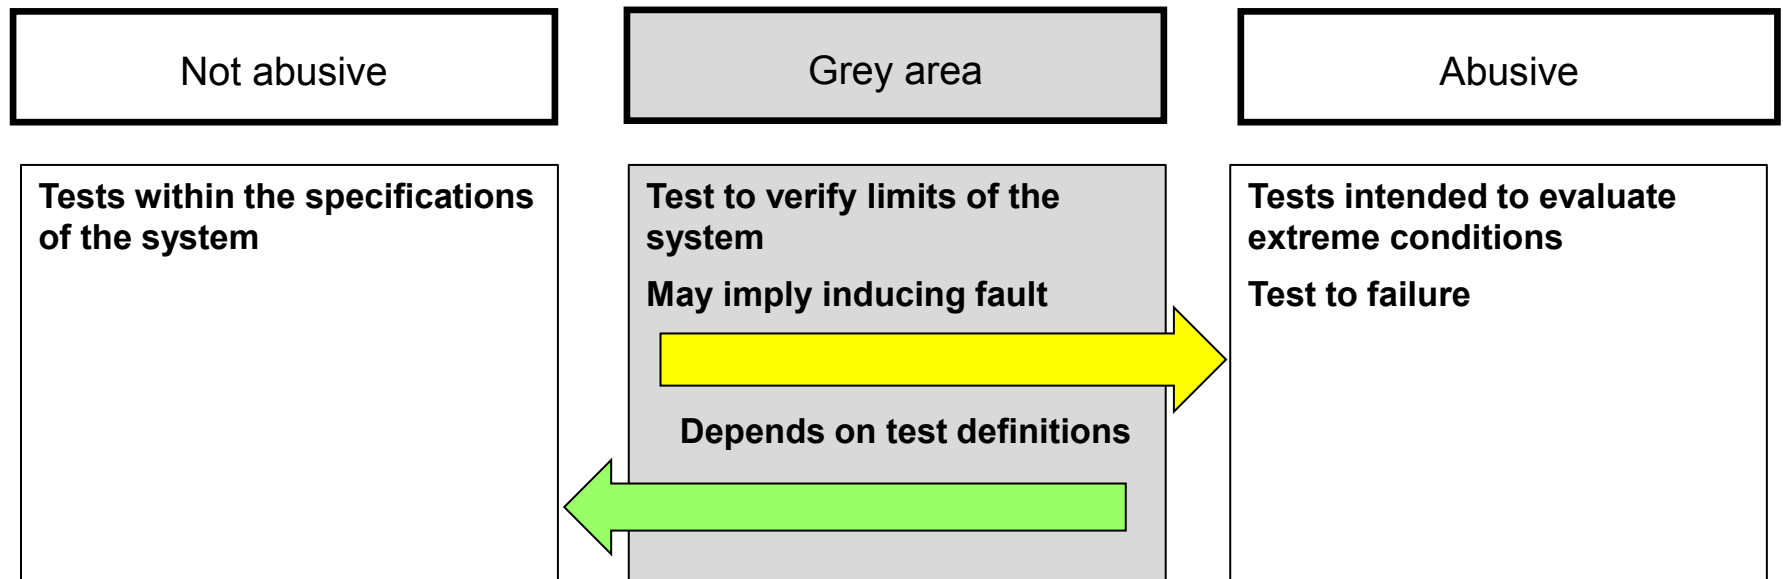 Not abusive
Grey area
Abusive
Tests within the specifications
of the system
Test to verify limits of the
system
May imply inducing fault
Depends on test definitions
Tests intended to evaluate
extreme conditions
Test to failure